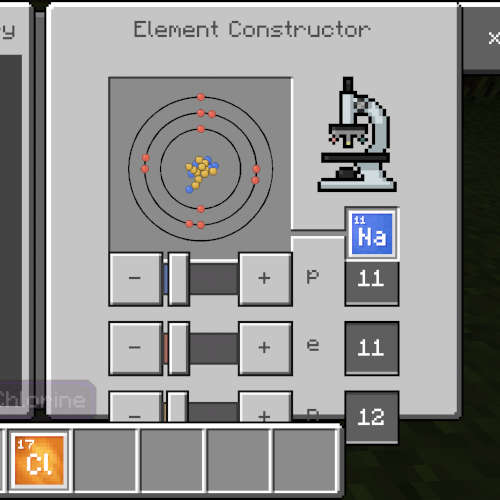 y
Element Constructor
x
11
Na
− + p 11
− + e 11
− + n 12
Chlorine
17
Cl